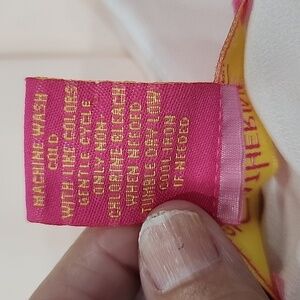 MACHINE WASH
COLD
WITH LIKE COLORS
GENTLE CYCLE
ONLY NON
CHLORINE BLEACH
WHEN NEEDED
TUMBLE DAY LOW
COOL IRON
IF NEEDED